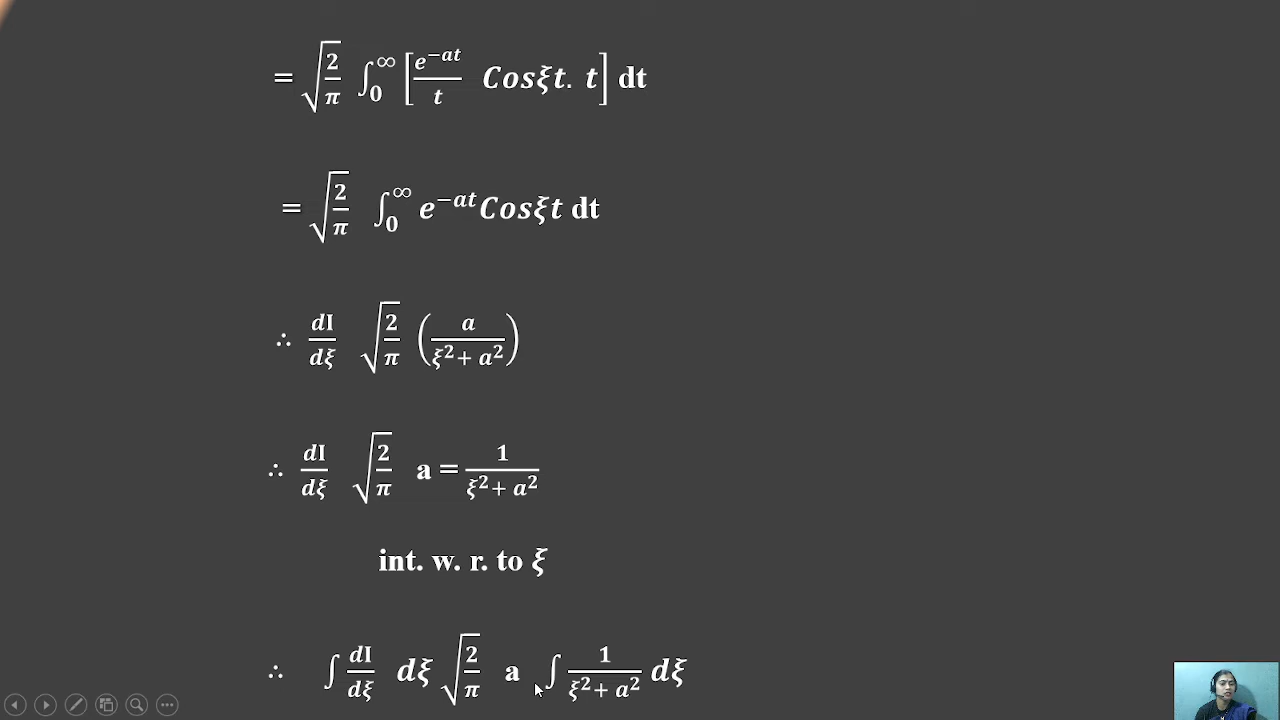 = √(2/π) ∫₀^∞ [e^(−at)/t Cosξt. t] dt
= √(2/π) ∫₀^∞ e^(−at) Cosξt dt
∴ dI/dξ √(2/π) (a/(ξ² + a²))
∴ dI/dξ √(2/π) a = 1/(ξ² + a²)
int. w. r. to ξ
∴ ∫ dI/dξ dξ √(2/π) a ∫ 1/(ξ² + a²) dξ